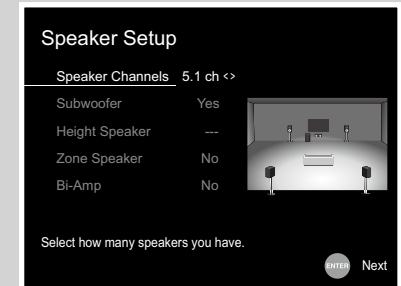 Speaker Setup
Speaker Channels 5.1 ch <>
Subwoofer Yes
Height Speaker ---
Zone Speaker No
Bi-Amp No
Select how many speakers you have.
ENTER Next